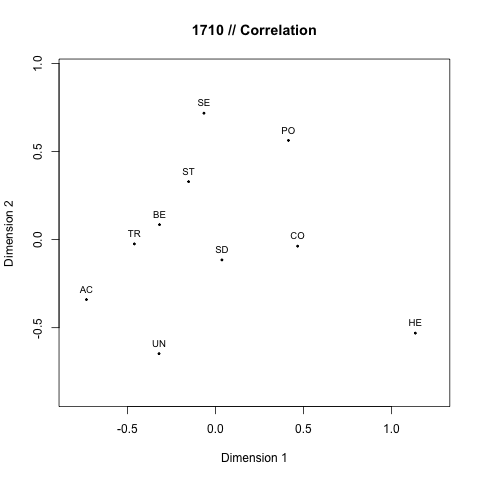 1710 // Correlation
1.0
0.5
0.0
-0.5
Dimension 2
SE
PO
ST
BE
TR
CO
SD
AC
HE
UN
-0.5
0.0
0.5
1.0
Dimension 1